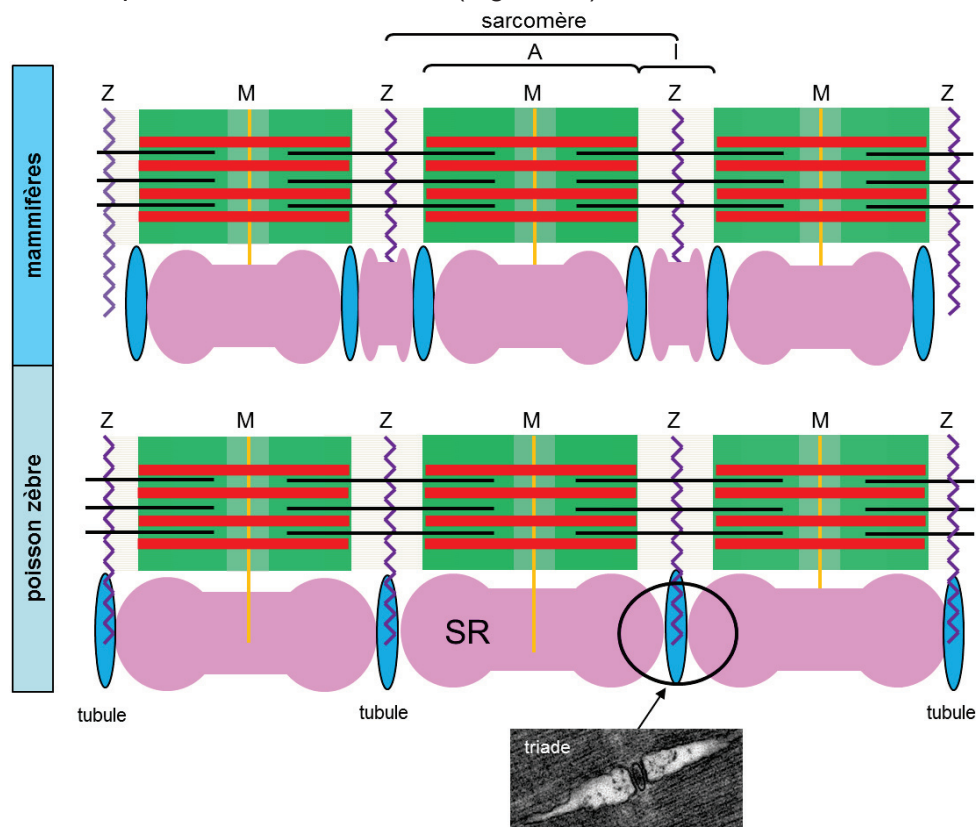 sarcomère
A I
Z M Z M Z M Z
mammifères
Z M Z M Z M Z
poisson zèbre
SR
tubule tubule tubule
triade